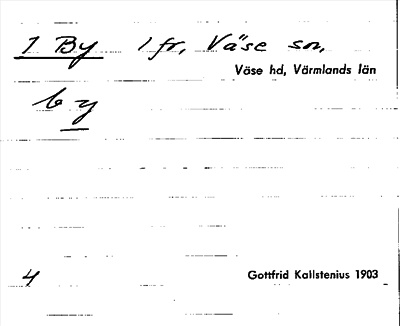 1 By 1 fr, Väse sn,
Väse hd, Värmlands län
by
4
Gottfrid Kallstenius 1903